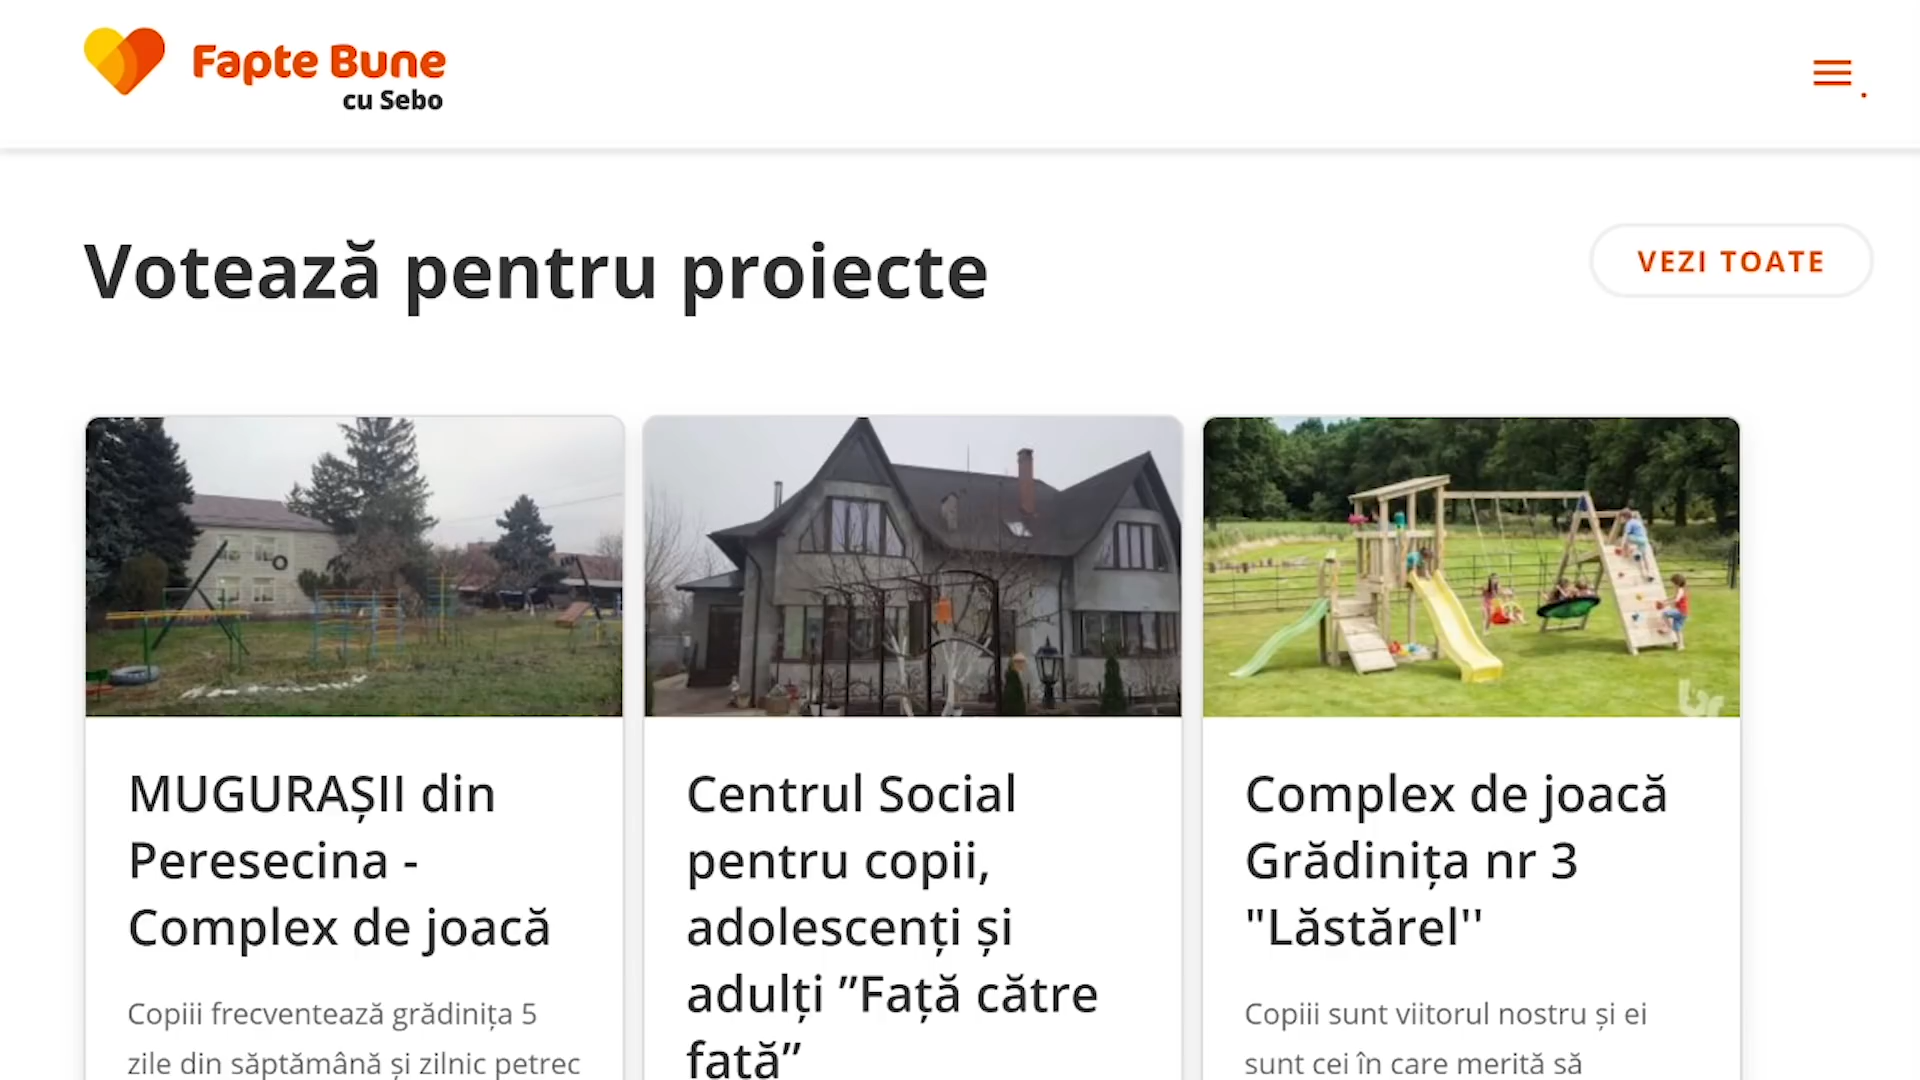 Fapte Bune
cu Sebo
Votează pentru proiecte
VEZI TOATE
MUGURAȘII din
Peresecina -
Complex de joacă
Copiii frecventează grădinița 5
zile din săptămână și zilnic petrec
Centrul Social
pentru copii,
adolescenți și
adulți ”Față către
față”
Complex de joacă
Grădinița nr 3
"Lăstărel''
Copiii sunt viitorul nostru și ei
sunt cei în care merită să